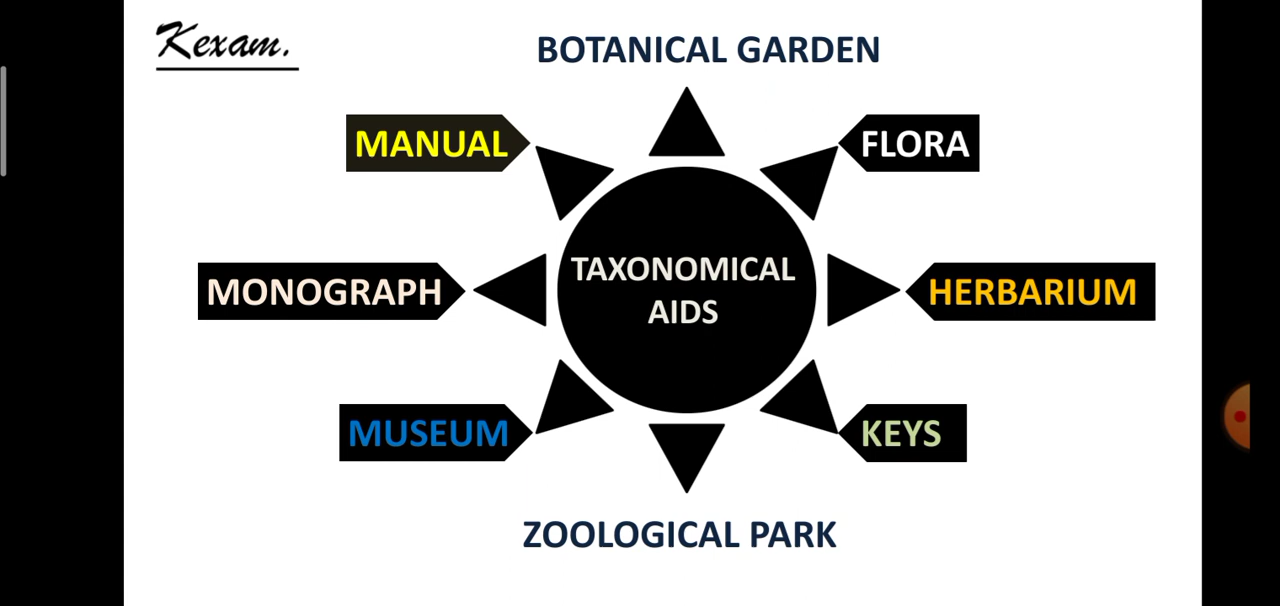 Kexam.
BOTANICAL GARDEN
MANUAL
FLORA
TAXONOMICAL
AIDS
MONOGRAPH
HERBARIUM
MUSEUM
KEYS
ZOOLOGICAL PARK